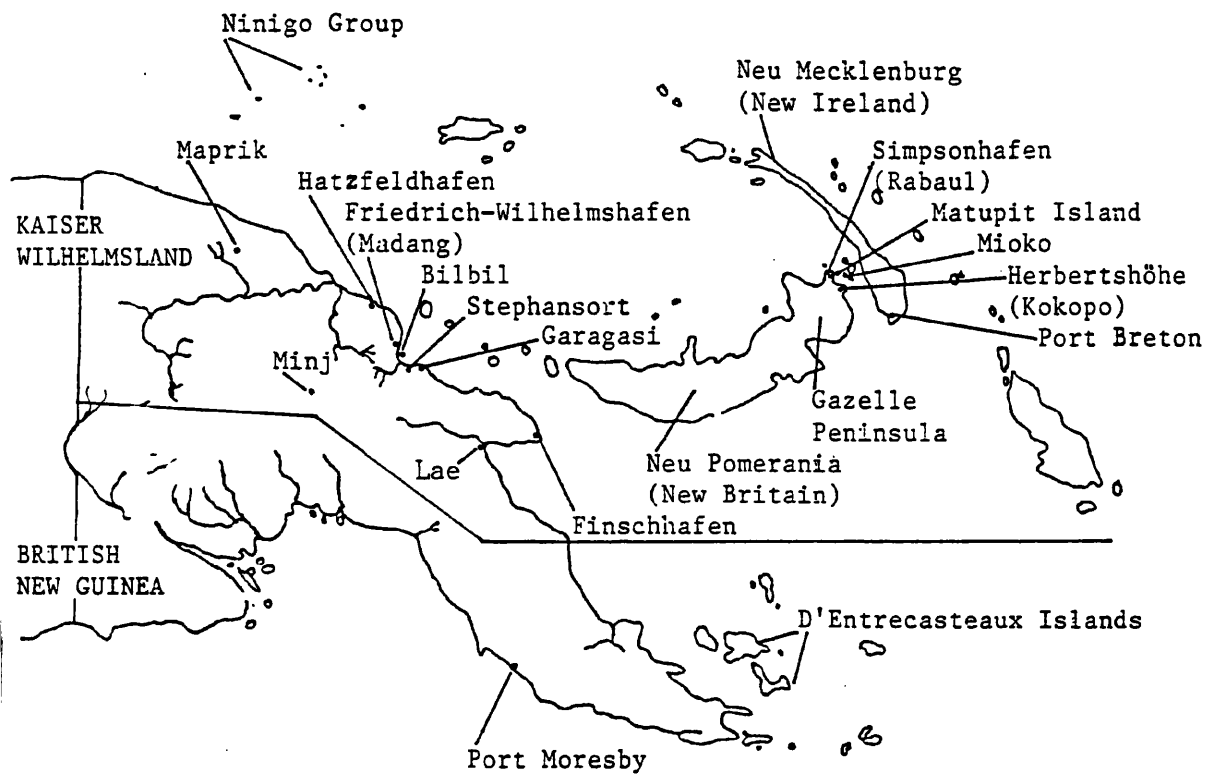 Ninigo Group
Neu Mecklenburg
(New Ireland)
Maprik
Simpsonhafen
(Rabaul)
Hatzfeldhafen
Friedrich-Wilhelmshafen
(Madang)
Matupit Island
KAISER
WILHELMSLAND
Mioko
Bilbil
Herbertshöhe
(Kokopo)
Stephansort
Garagasi
Port Breton
Minj
Gazelle
Peninsula
Lae
Neu Pomerania
(New Britain)
Finschhafen
BRITISH
NEW GUINEA
D'Entrecasteaux Islands
Port Moresby